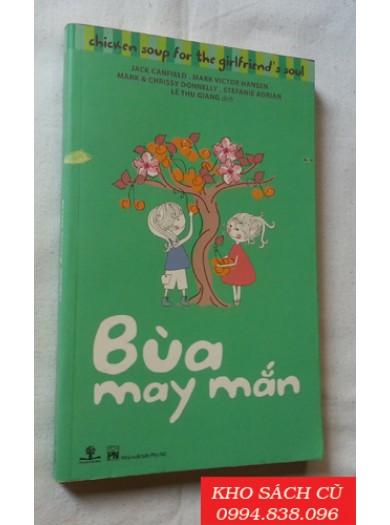 chicken soup for the girlfriend's soul
JACK CANFIELD . MARK VICTOR HANSEN
MARK & CHRISSY DONNELLY . STEFANIE ADRIAN
LÊ THU GIANG dịch
Bùa
may mắn
PN
KHO SÁCH CŨ
0994.838.096